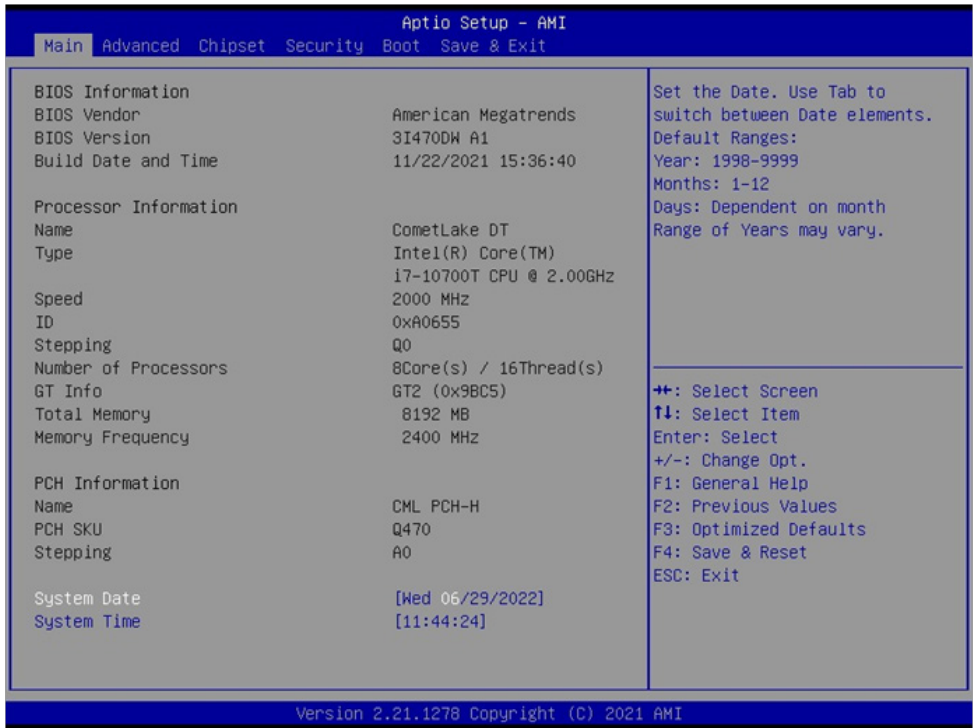 Aptio Setup - AMI
Main Advanced Chipset Security Boot Save & Exit
BIOS Information
BIOS Vendor American Megatrends
BIOS Version 3I470DW A1
Build Date and Time 11/22/2021 15:36:40
Processor Information
Name CometLake DT
Type Intel(R) Core(TM)
i7-10700T CPU @ 2.00GHz
Speed 2000 MHz
ID 0xA0655
Stepping Q0
Number of Processors 8Core(s) / 16Thread(s)
GT Info GT2 (0x9BC5)
Total Memory 8192 MB
Memory Frequency 2400 MHz
PCH Information
Name CML PCH-H
PCH SKU Q470
Stepping A0
System Date [Wed 06/29/2022]
System Time [11:44:24]
Set the Date. Use Tab to
switch between Date elements.
Default Ranges:
Year: 1998-9999
Months: 1-12
Days: Dependent on month
Range of Years may vary.
→←: Select Screen
↑↓: Select Item
Enter: Select
+/-: Change Opt.
F1: General Help
F2: Previous Values
F3: Optimized Defaults
F4: Save & Reset
ESC: Exit
Version 2.21.1278 Copyright (C) 2021 AMI